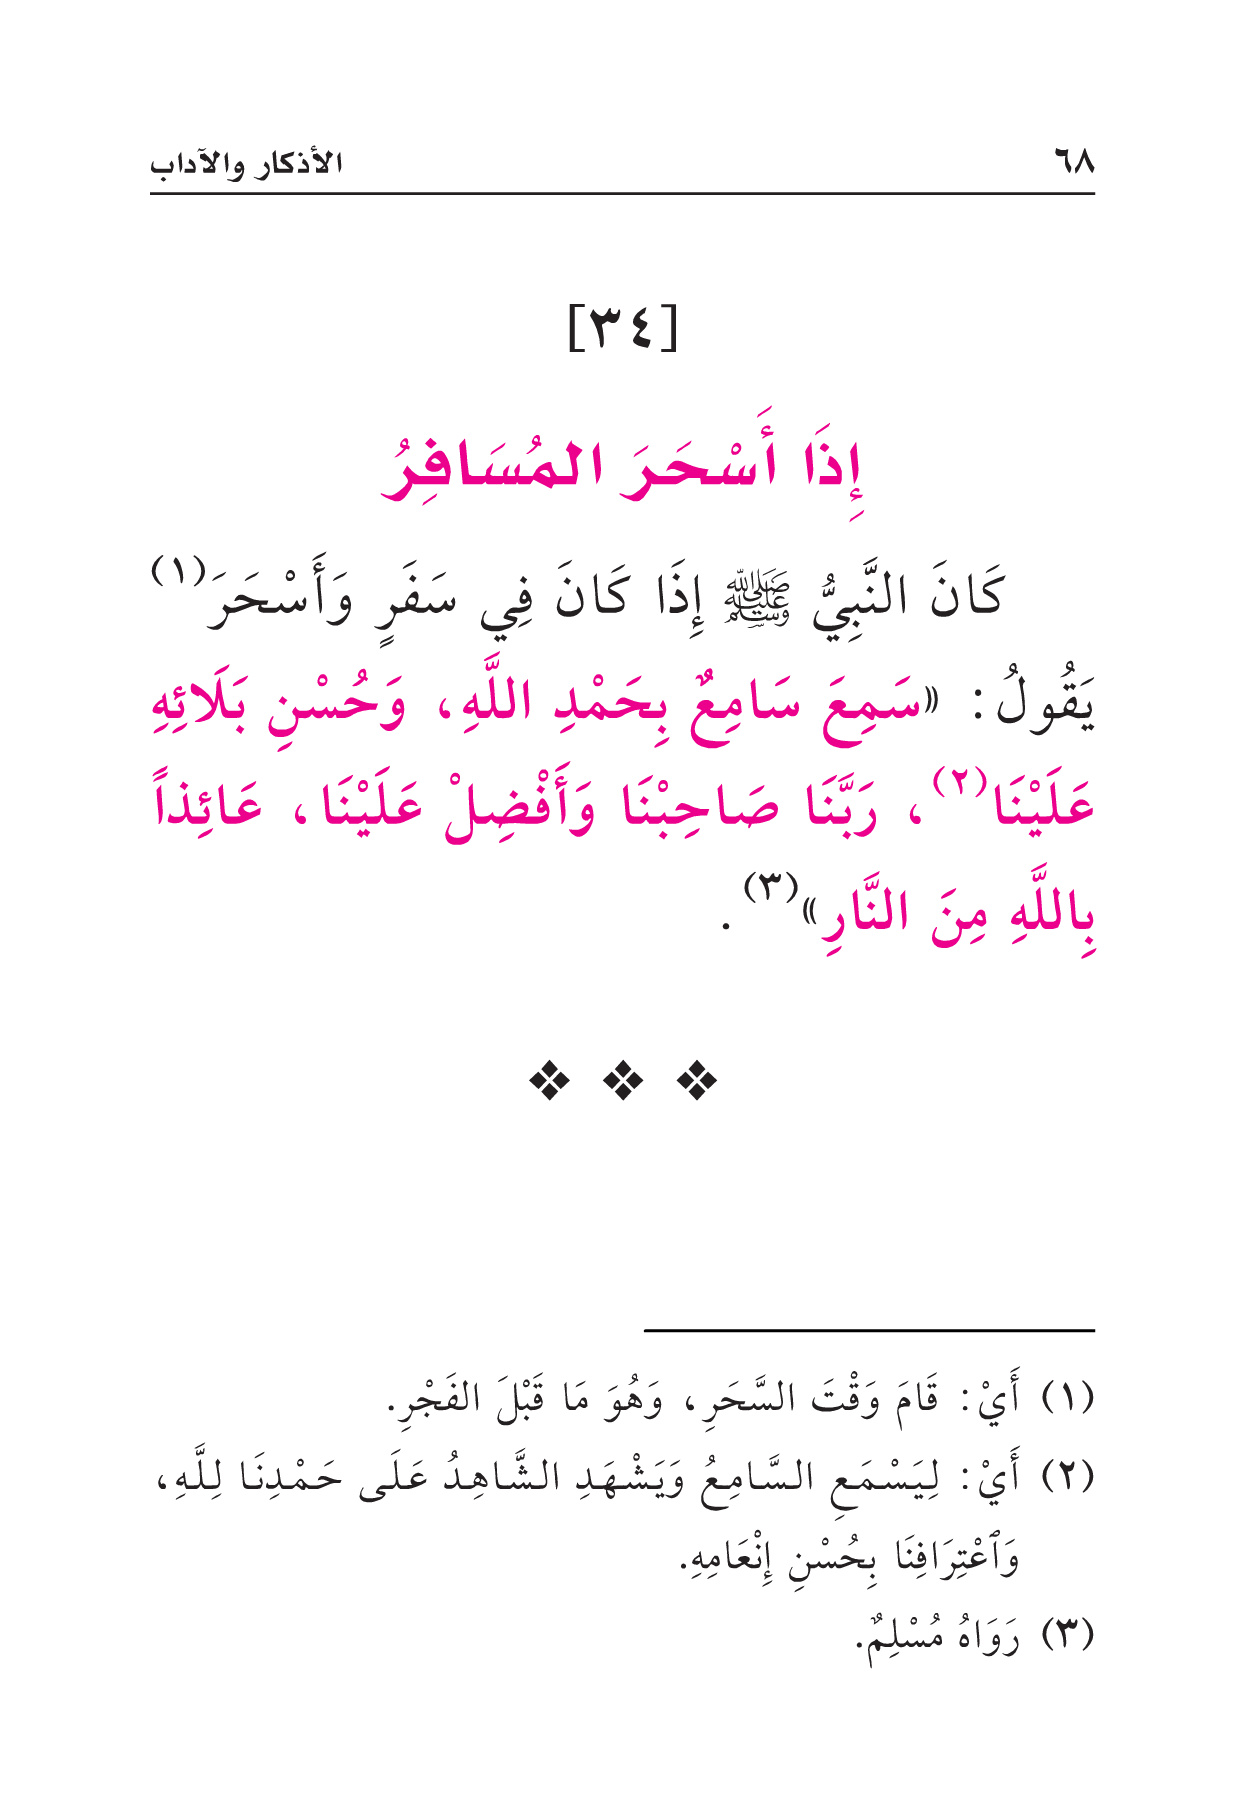 ٦٨ الأذكار والآداب
[٣٤]
إِذَا أَسْحَرَ المُسَافِرُ
كَانَ النَّبِيُّ ﷺ إِذَا كَانَ فِي سَفَرٍ وَأَسْحَرَ(١)
يَقُولُ: «سَمِعَ سَامِعٌ بِحَمْدِ اللَّهِ، وَحُسْنِ بَلَائِهِ
عَلَيْنَا(٢)، رَبَّنَا صَاحِبْنَا وَأَفْضِلْ عَلَيْنَا، عَائِذاً
بِاللَّهِ مِنَ النَّارِ»(٣).
(١) أَيْ: قَامَ وَقْتَ السَّحَرِ، وَهُوَ مَا قَبْلَ الفَجْرِ.
(٢) أَيْ: لِيَسْمَعِ السَّامِعُ وَيَشْهَدِ الشَّاهِدُ عَلَى حَمْدِنَا لِلَّهِ،
وَٱعْتِرَافِنَا بِحُسْنِ إِنْعَامِهِ.
(٣) رَوَاهُ مُسْلِمٌ.